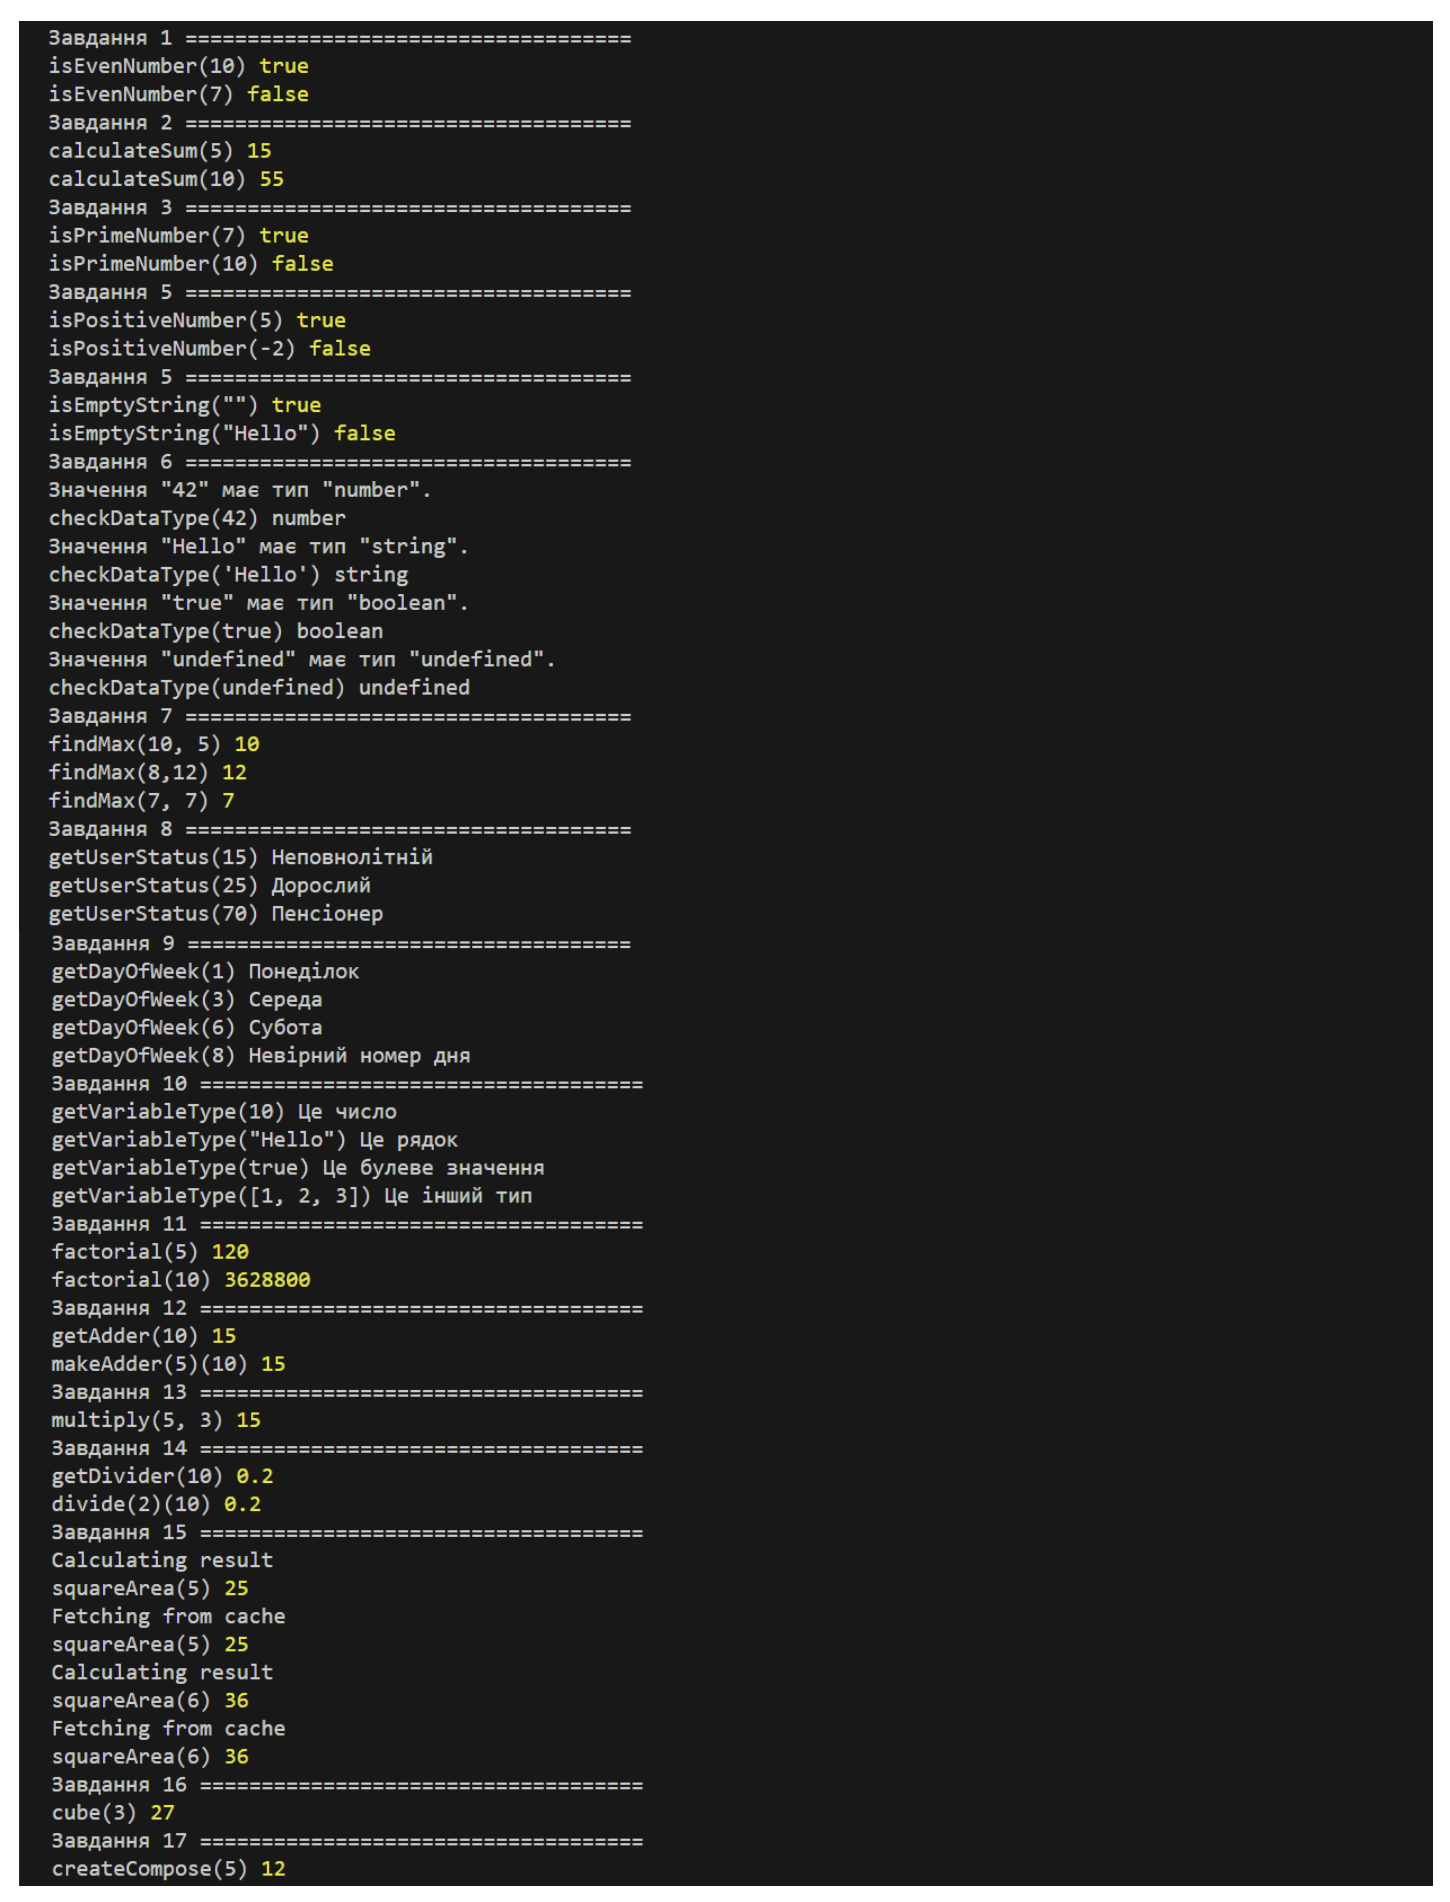 Завдання 1 ====================================
isEvenNumber(10) true
isEvenNumber(7) false
Завдання 2 ====================================
calculateSum(5) 15
calculateSum(10) 55
Завдання 3 ====================================
isPrimeNumber(7) true
isPrimeNumber(10) false
Завдання 5 ====================================
isPositiveNumber(5) true
isPositiveNumber(-2) false
Завдання 5 ====================================
isEmptyString("") true
isEmptyString("Hello") false
Завдання 6 ====================================
Значення "42" має тип "number".
checkDataType(42) number
Значення "Hello" має тип "string".
checkDataType('Hello') string
Значення "true" має тип "boolean".
checkDataType(true) boolean
Значення "undefined" має тип "undefined".
checkDataType(undefined) undefined
Завдання 7 ====================================
findMax(10, 5) 10
findMax(8,12) 12
findMax(7, 7) 7
Завдання 8 ====================================
getUserStatus(15) Неповнолітній
getUserStatus(25) Дорослий
getUserStatus(70) Пенсіонер
Завдання 9 ====================================
getDayOfWeek(1) Понеділок
getDayOfWeek(3) Середа
getDayOfWeek(6) Субота
getDayOfWeek(8) Невірний номер дня
Завдання 10 ====================================
getVariableType(10) Це число
getVariableType("Hello") Це рядок
getVariableType(true) Це булеве значення
getVariableType([1, 2, 3]) Це інший тип
Завдання 11 ====================================
factorial(5) 120
factorial(10) 3628800
Завдання 12 ====================================
getAdder(10) 15
makeAdder(5)(10) 15
Завдання 13 ====================================
multiply(5, 3) 15
Завдання 14 ====================================
getDivider(10) 0.2
divide(2)(10) 0.2
Завдання 15 ====================================
Calculating result
squareArea(5) 25
Fetching from cache
squareArea(5) 25
Calculating result
squareArea(6) 36
Fetching from cache
squareArea(6) 36
Завдання 16 ====================================
cube(3) 27
Завдання 17 ====================================
createCompose(5) 12